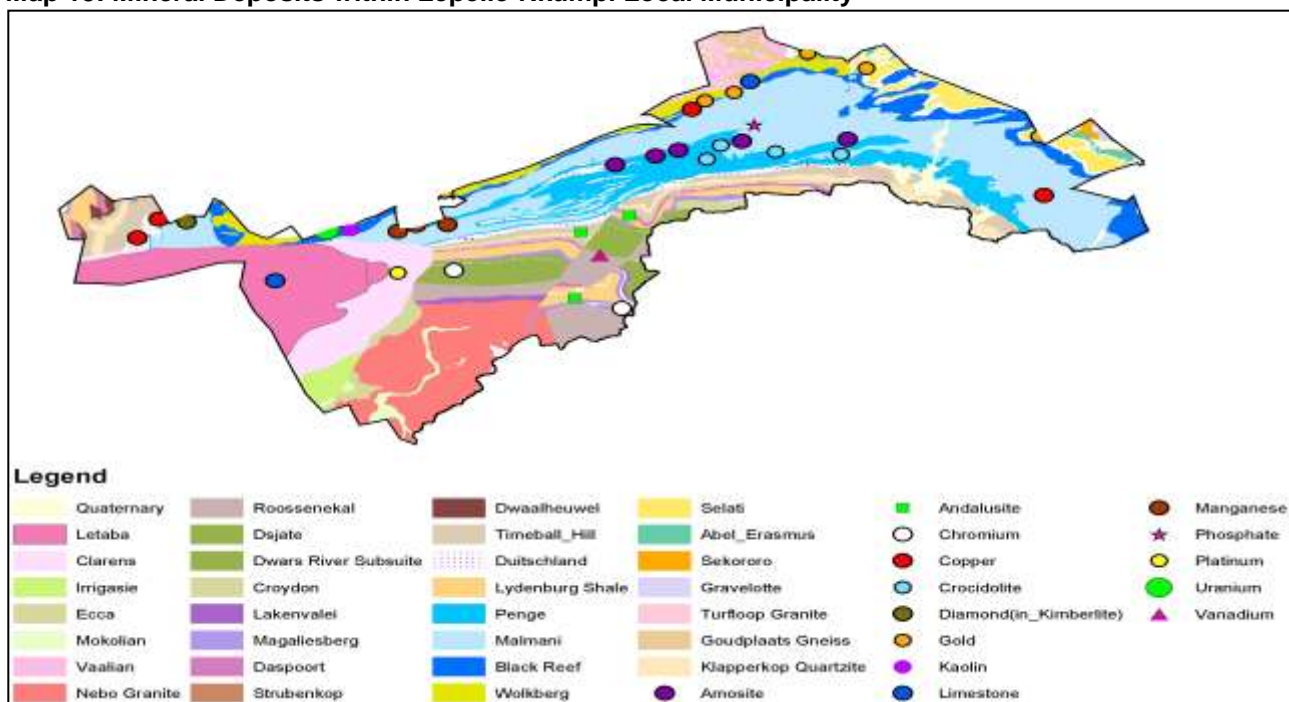 Map Mineral Deposits within Lepelle-Nkumpi Local Municipality
Legend
Quaternary
Letaba
Clarens
Irrigasie
Ecca
Mokolian
Vaalian
Nebo Granite
Roossenekal
Dsjate
Dwars River Subsuite
Croydon
Lakenvalei
Magaliesberg
Daspoort
Strubenkop
Dwaalheuwel
Timeball_Hill
Duitschland
Lydenburg Shale
Penge
Malmani
Black Reef
Wolkberg
Selati
Abel_Erasmus
Sekororo
Gravelotte
Turfloop Granite
Goudplaats Gneiss
Klapperkop Quartzite
Amosite
Andalusite
Chromium
Copper
Crocidolite
Diamond(in_Kimberlite)
Gold
Kaolin
Limestone
Manganese
Phosphate
Platinum
Uranium
Vanadium